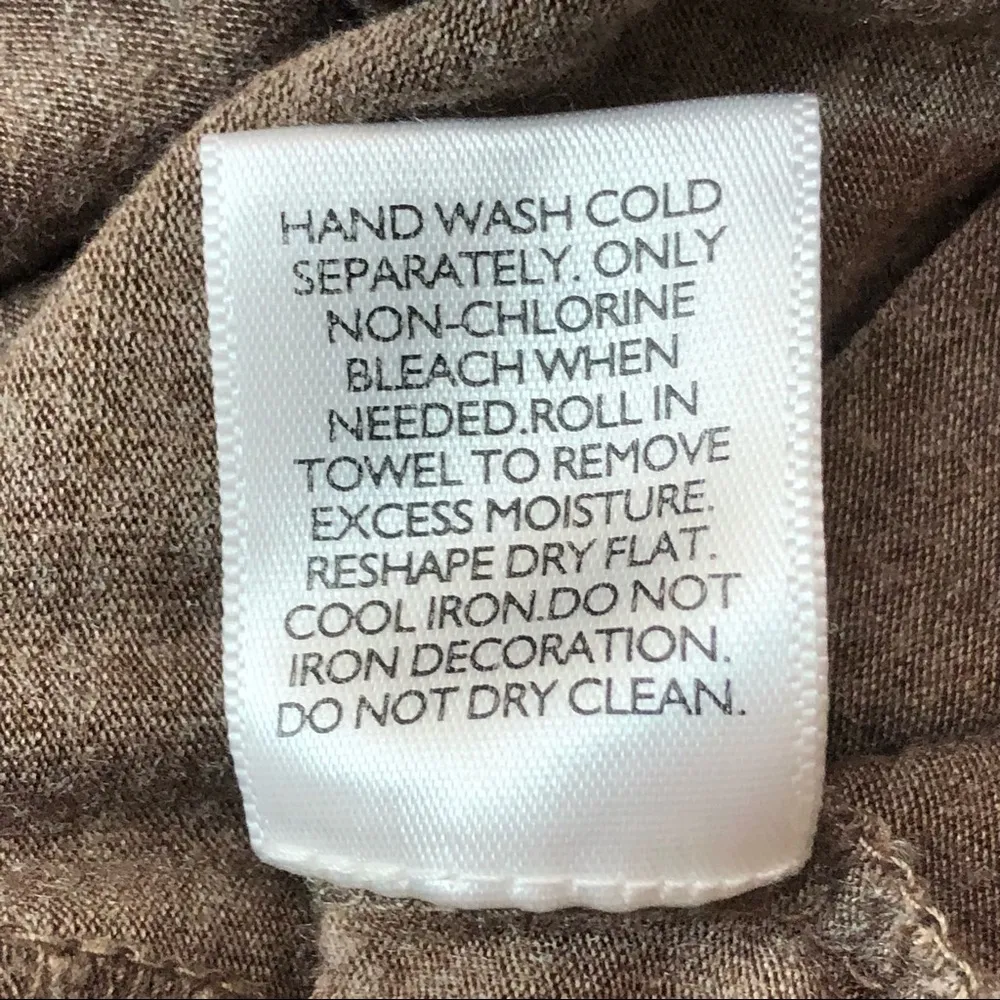 HAND WASH COLD
SEPARATELY. ONLY
NON-CHLORINE
BLEACH WHEN
NEEDED.ROLL IN
TOWEL TO REMOVE
EXCESS MOISTURE.
RESHAPE DRY FLAT.
COOL IRON.DO NOT
IRON DECORATION.
DO NOT DRY CLEAN.